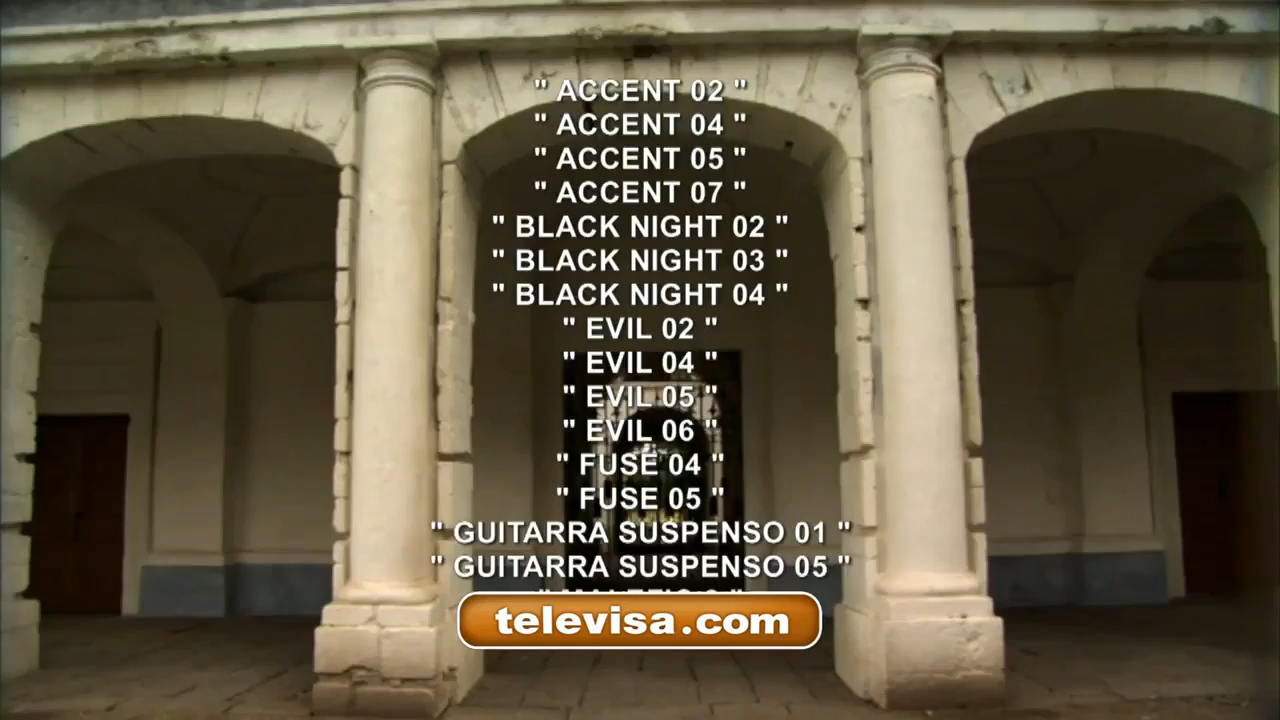 " ACCENT 02 "
" ACCENT 04 "
" ACCENT 05 "
" ACCENT 07 "
" BLACK NIGHT 02 "
" BLACK NIGHT 03 "
" BLACK NIGHT 04 "
" EVIL 02 "
" EVIL 04 "
" EVIL 05 "
" EVIL 06 "
" FUSE 04 "
" FUSE 05 "
" GUITARRA SUSPENSO 01 "
" GUITARRA SUSPENSO 05 "
televisa.com